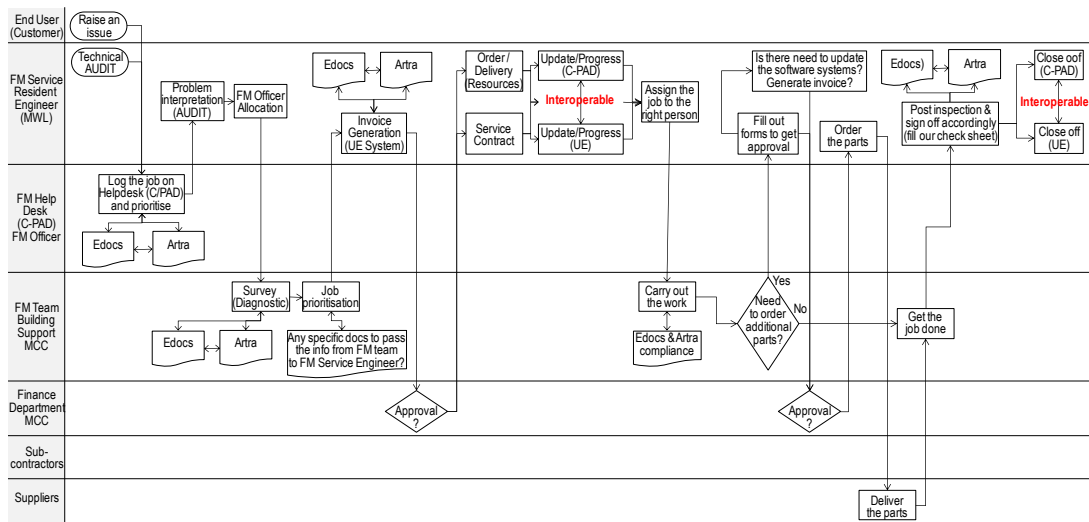 End User
(Customer)
Raise an
issue
FM Service
Resident
Engineer
(MWL)
Technical
AUDIT
Problem
interpretation
(AUDIT)
FM Officer
Allocation
Edocs
Artra
Invoice
Generation
(UE System)
Order /
Delivery
(Resources)
Service
Contract
Update/Progress
(C-PAD)
Interoperable
Update/Progress
(UE)
Assign the
job to the
right person
Is there need to update
the software systems?
Generate invoice?
Fill out
forms to get
approval
Order
the parts
Edocs)
Artra
Post inspection &
sign off accordingly
(fill our check sheet)
Close oof
(C-PAD)
Interoperable
Close off
(UE)
FM Help
Desk
(C-PAD)
FM Officer
Log the job on
Helpdesk (C/PAD)
and prioritise
Edocs
Artra
FM Team
Building
Support
MCC
Survey
(Diagnostic)
Job
prioritisation
Edocs
Artra
Any specific docs to pass
the info from FM team
to FM Service Engineer?
Carry out
the work
Edocs & Artra
compliance
Need
to order
additional
parts?
Yes
No
Get the
job done
Finance
Department
MCC
Approval
?
Approval
?
Sub-
contractors
Suppliers
Deliver
the parts